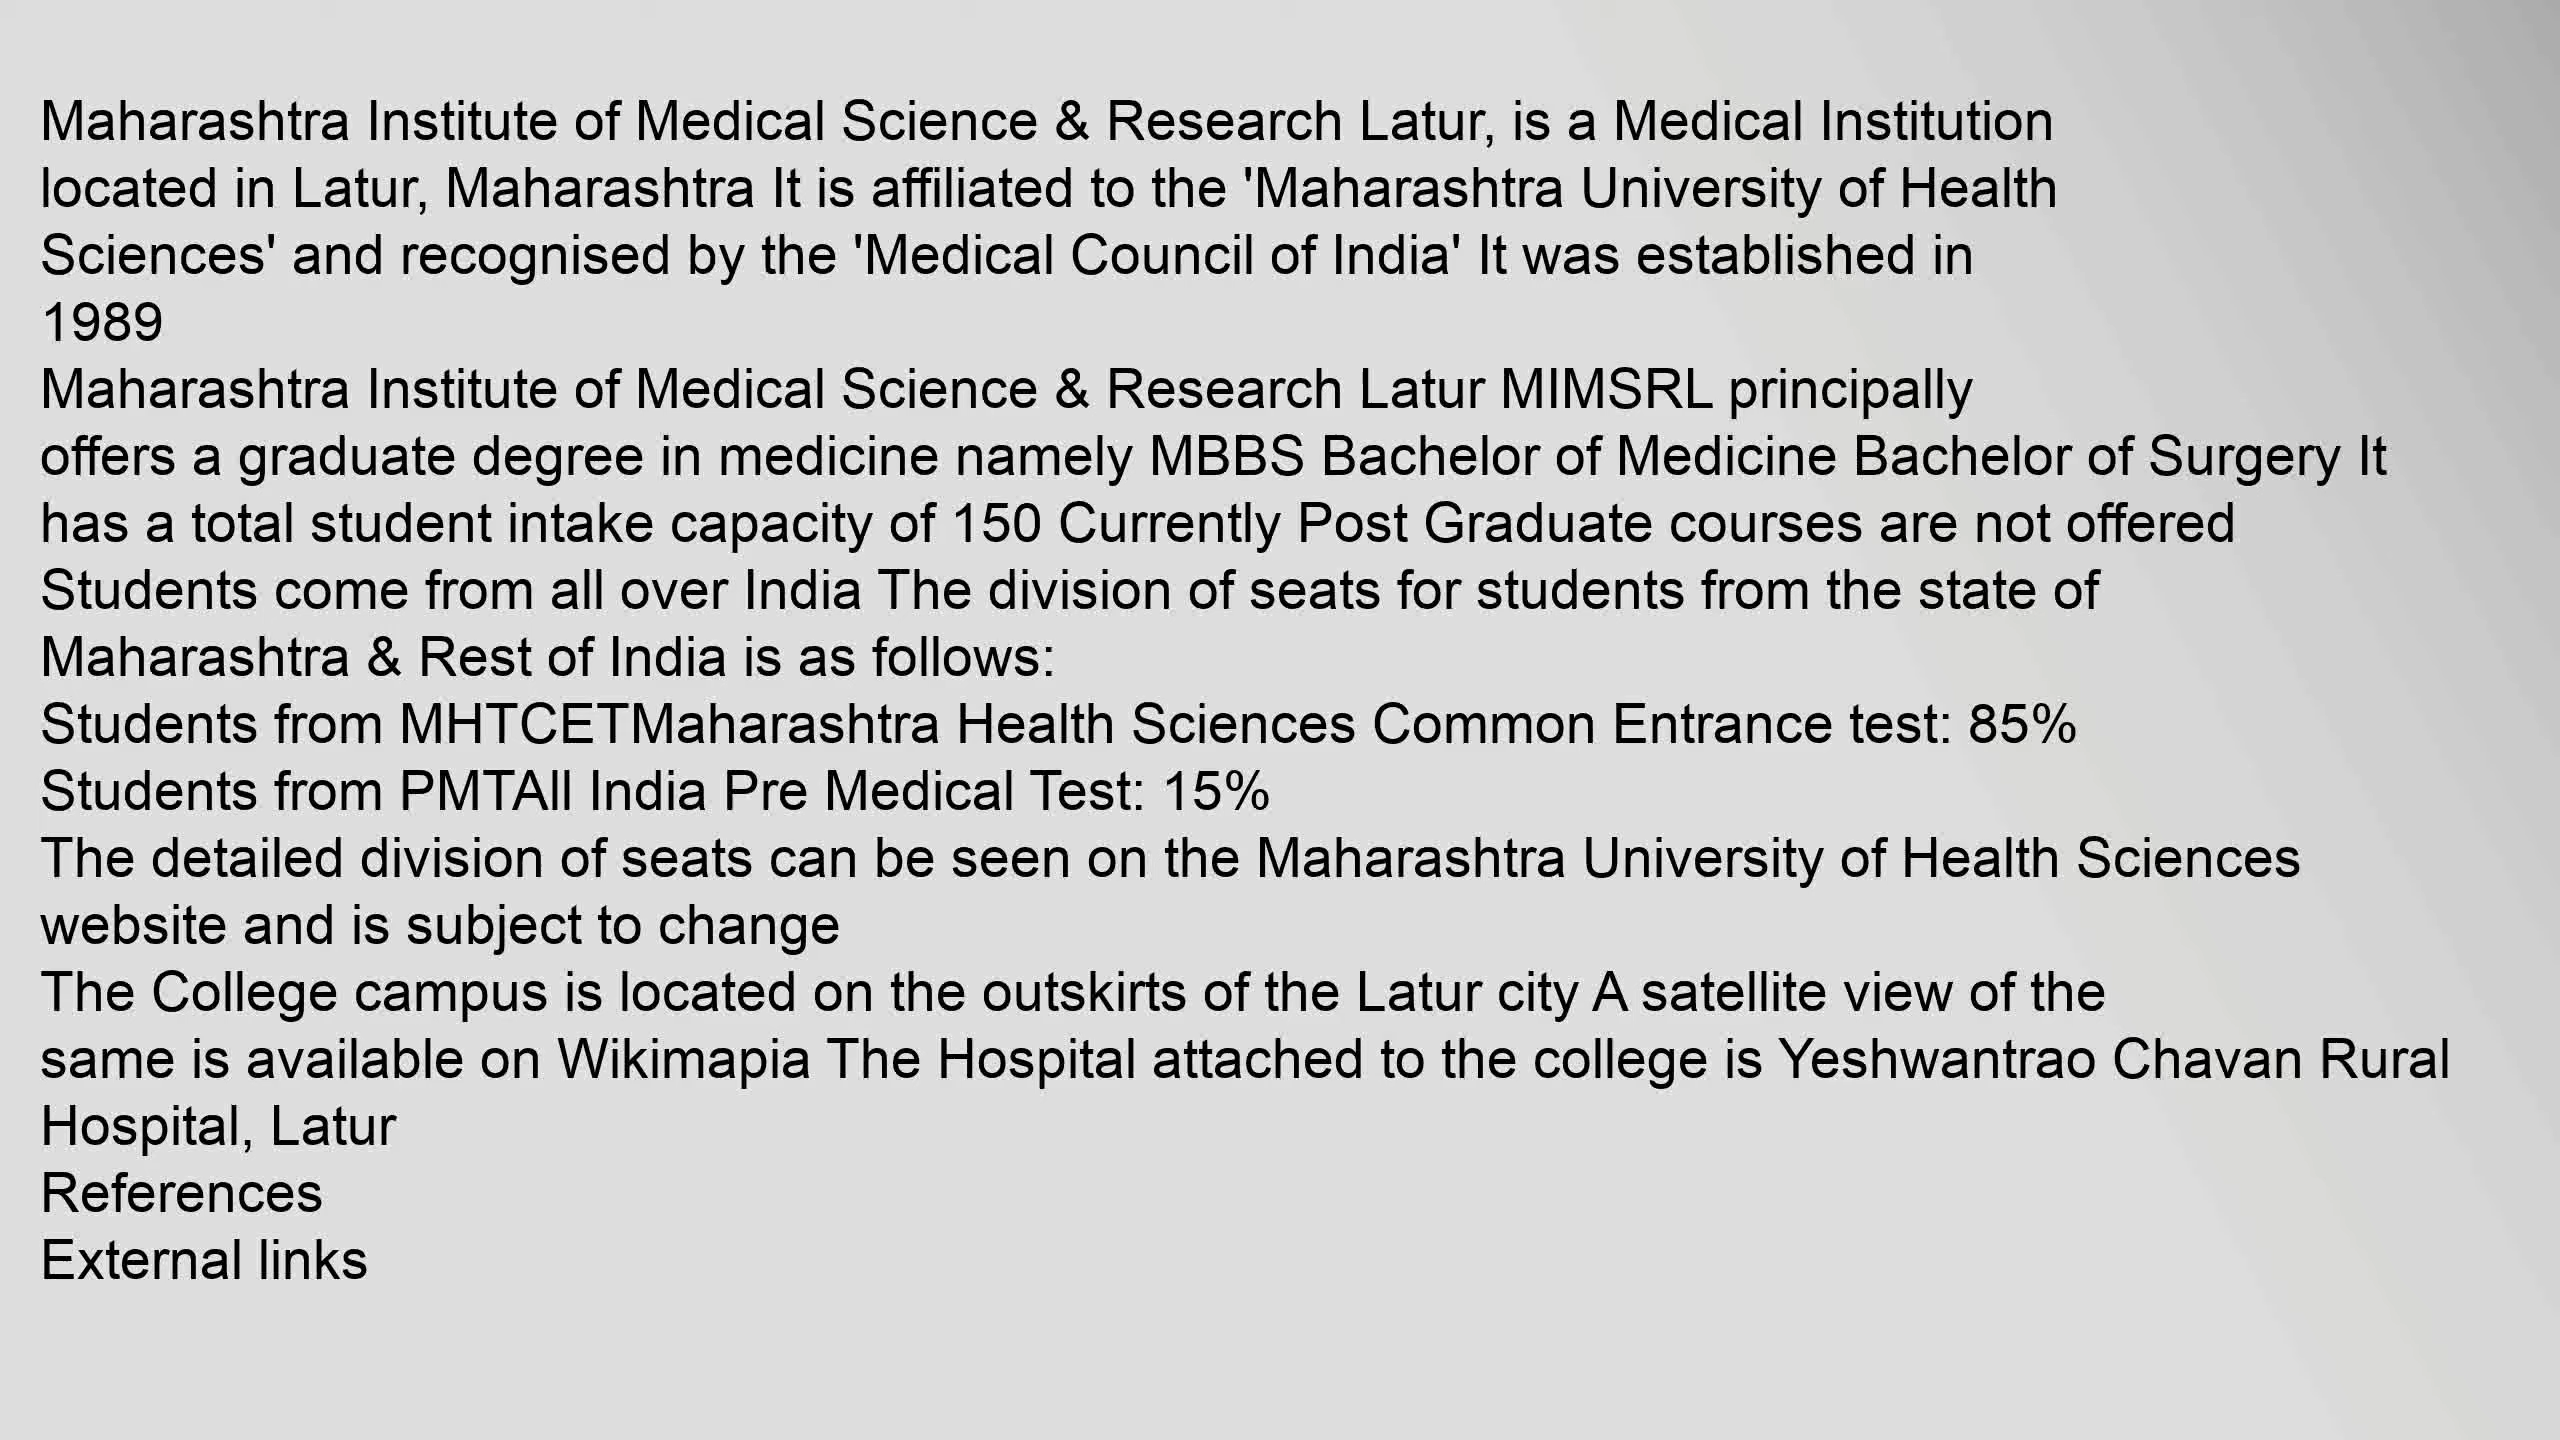 Maharashtra Institute of Medical Science & Research Latur, is a Medical Institution
located in Latur, Maharashtra It is affiliated to the 'Maharashtra University of Health
Sciences' and recognised by the 'Medical Council of India' It was established in
1989
Maharashtra Institute of Medical Science & Research Latur MIMSRL principally
offers a graduate degree in medicine namely MBBS Bachelor of Medicine Bachelor of Surgery It
has a total student intake capacity of 150 Currently Post Graduate courses are not offered
Students come from all over India The division of seats for students from the state of
Maharashtra & Rest of India is as follows:
Students from MHTCETMaharashtra Health Sciences Common Entrance test: 85%
Students from PMTAll India Pre Medical Test: 15%
The detailed division of seats can be seen on the Maharashtra University of Health Sciences
website and is subject to change
The College campus is located on the outskirts of the Latur city A satellite view of the
same is available on Wikimapia The Hospital attached to the college is Yeshwantrao Chavan Rural
Hospital, Latur
References
External links